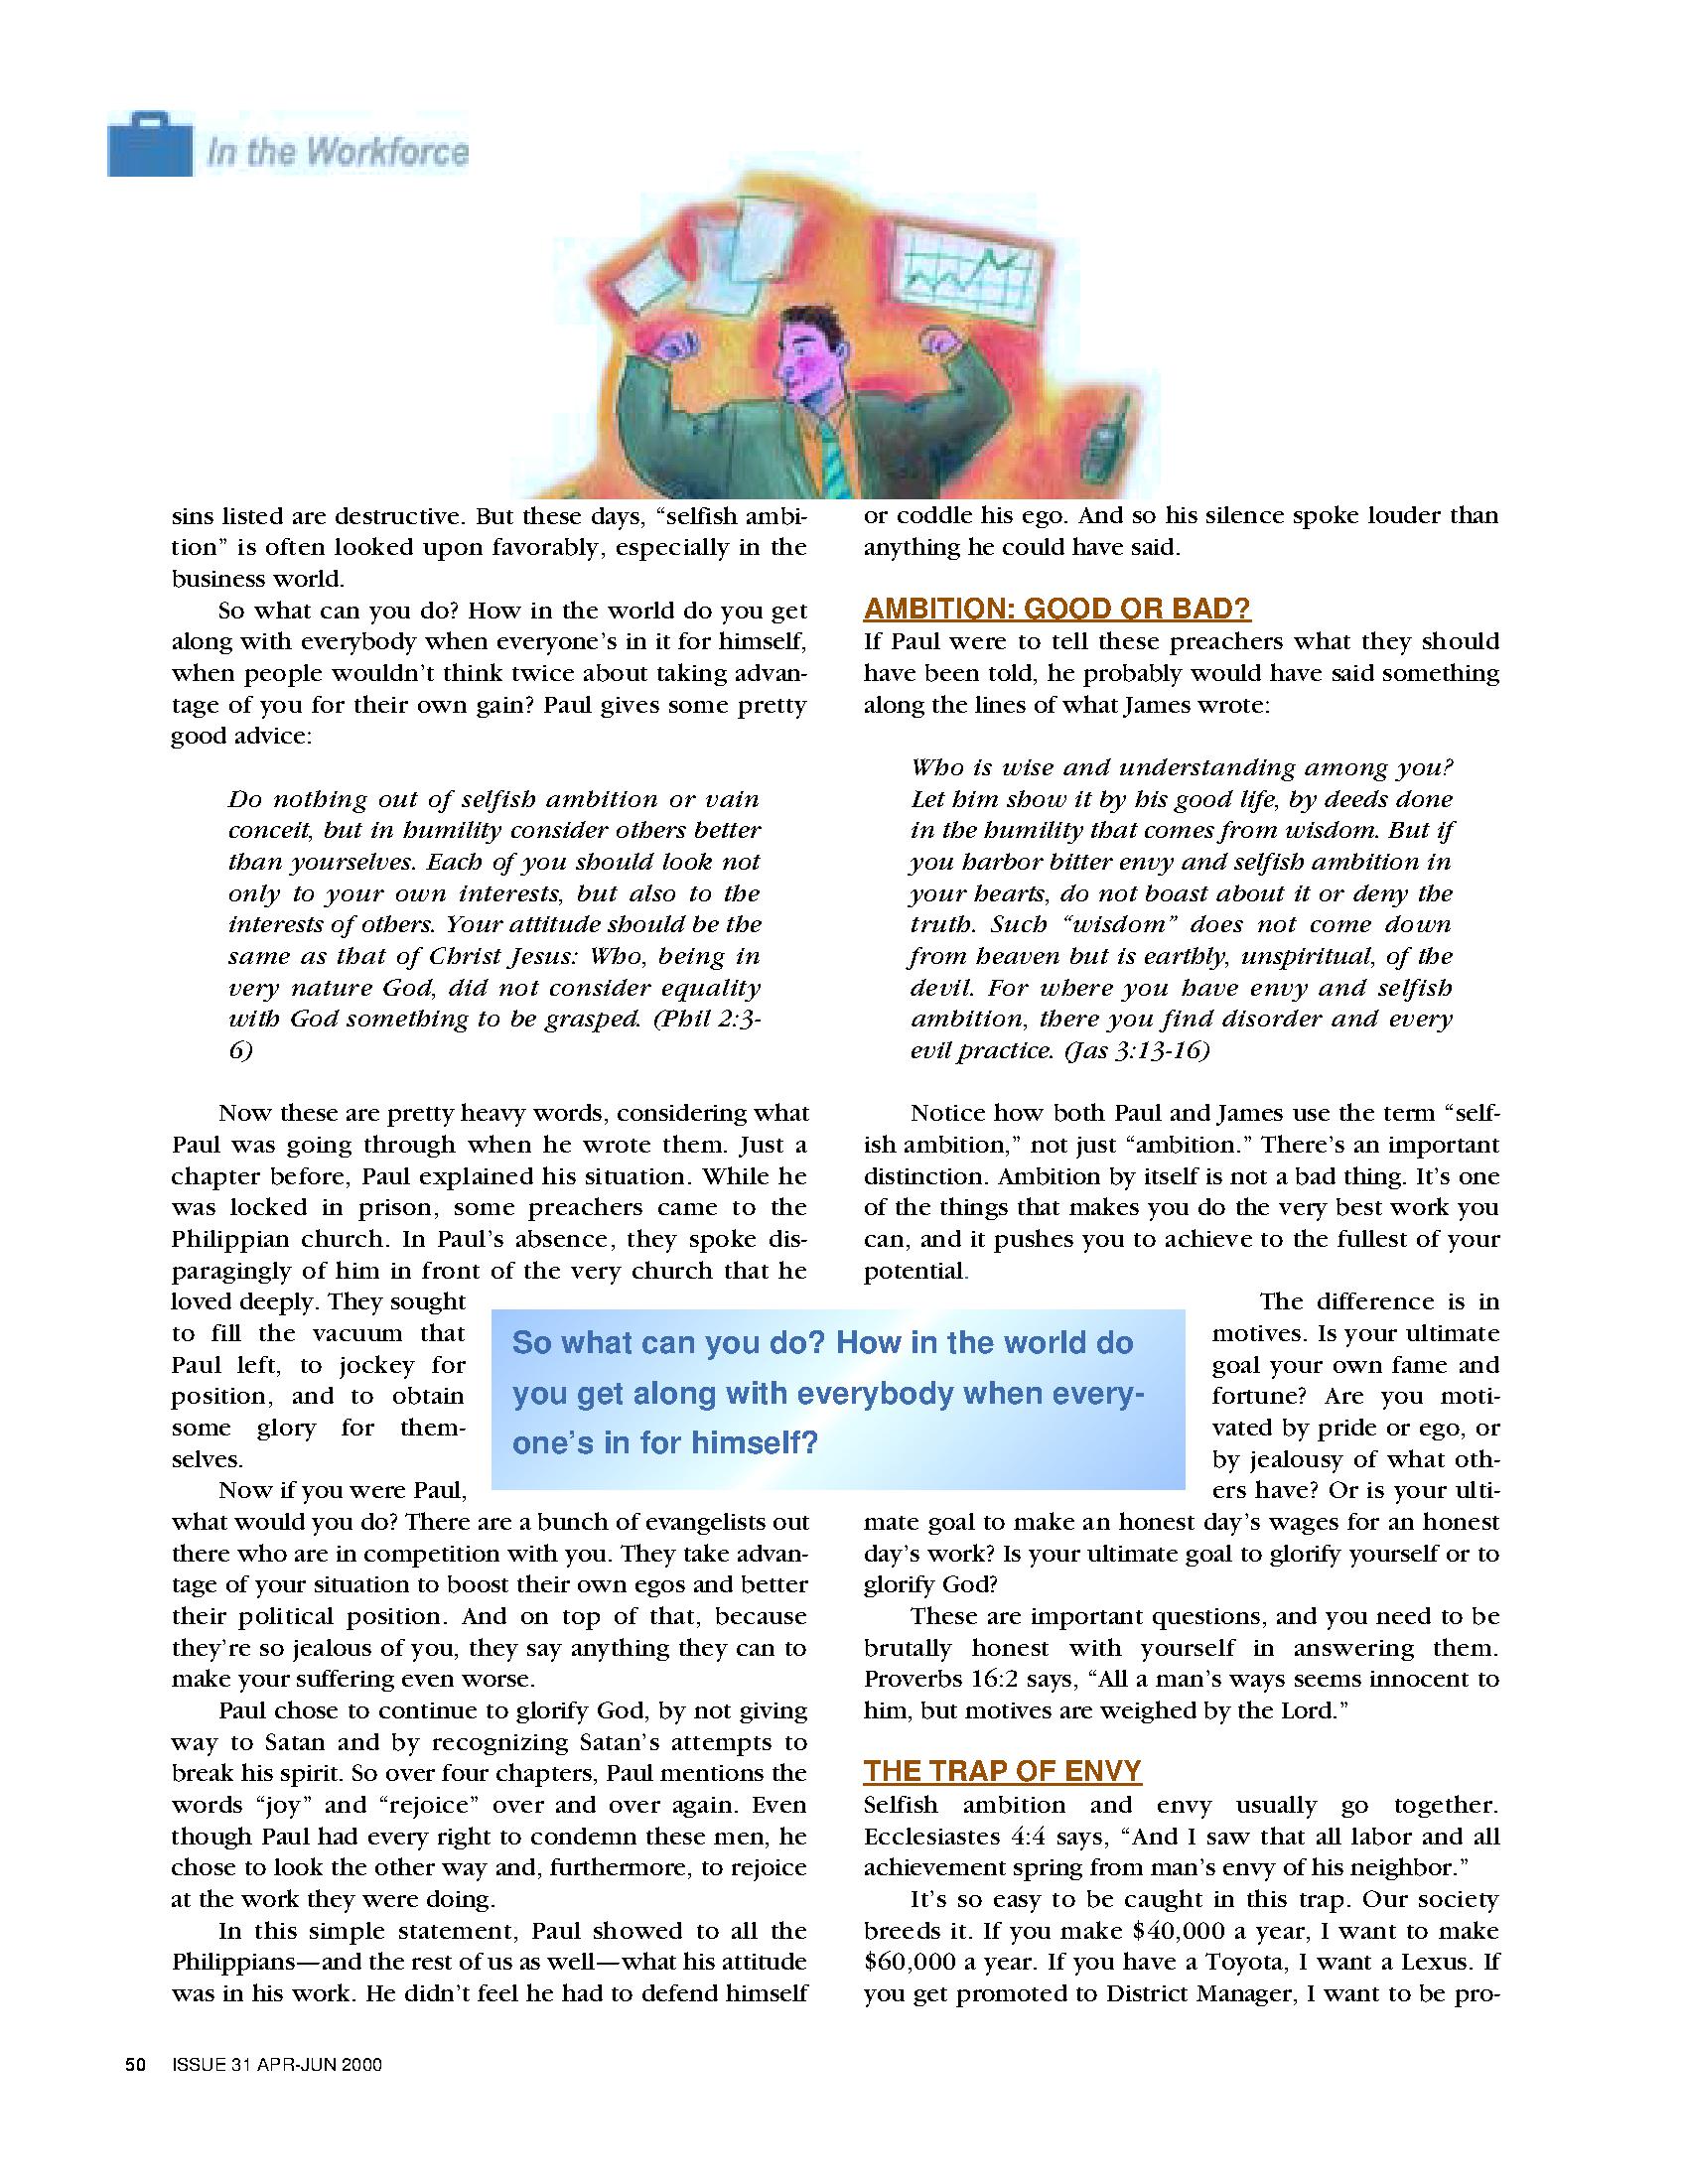 In the Workforce
sins listed are destructive. But these days, “selfish ambi-
tion” is often looked upon favorably, especially in the
business world.
So what can you do? How in the world do you get
along with everybody when everyone’s in it for himself,
when people wouldn’t think twice about taking advan-
tage of you for their own gain? Paul gives some pretty
good advice:
Do nothing out of selfish ambition or vain
conceit, but in humility consider others better
than yourselves. Each of you should look not
only to your own interests, but also to the
interests of others. Your attitude should be the
same as that of Christ Jesus: Who, being in
very nature God, did not consider equality
with God something to be grasped. (Phil 2:3-
6)
Now these are pretty heavy words, considering what
Paul was going through when he wrote them. Just a
chapter before, Paul explained his situation. While he
was locked in prison, some preachers came to the
Philippian church. In Paul’s absence, they spoke dis-
paragingly of him in front of the very church that he
loved deeply. They sought
to fill the vacuum that
Paul left, to jockey for
position, and to obtain
some glory for them-
selves.
Now if you were Paul,
what would you do? There are a bunch of evangelists out
there who are in competition with you. They take advan-
tage of your situation to boost their own egos and better
their political position. And on top of that, because
they’re so jealous of you, they say anything they can to
make your suffering even worse.
Paul chose to continue to glorify God, by not giving
way to Satan and by recognizing Satan’s attempts to
break his spirit. So over four chapters, Paul mentions the
words “joy” and “rejoice” over and over again. Even
though Paul had every right to condemn these men, he
chose to look the other way and, furthermore, to rejoice
at the work they were doing.
In this simple statement, Paul showed to all the
Philippians—and the rest of us as well—what his attitude
was in his work. He didn’t feel he had to defend himself
So what can you do? How in the world do
you get along with everybody when every-
one’s in for himself?
or coddle his ego. And so his silence spoke louder than
anything he could have said.
AMBITION: GOOD OR BAD?
If Paul were to tell these preachers what they should
have been told, he probably would have said something
along the lines of what James wrote:
Who is wise and understanding among you?
Let him show it by his good life, by deeds done
in the humility that comes from wisdom. But if
you harbor bitter envy and selfish ambition in
your hearts, do not boast about it or deny the
truth. Such “wisdom” does not come down
from heaven but is earthly, unspiritual, of the
devil. For where you have envy and selfish
ambition, there you find disorder and every
evil practice. (Jas 3:13-16)
Notice how both Paul and James use the term “self-
ish ambition,” not just “ambition.” There’s an important
distinction. Ambition by itself is not a bad thing. It’s one
of the things that makes you do the very best work you
can, and it pushes you to achieve to the fullest of your
potential.
The difference is in
motives. Is your ultimate
goal your own fame and
fortune? Are you moti-
vated by pride or ego, or
by jealousy of what oth-
ers have? Or is your ulti-
mate goal to make an honest day’s wages for an honest
day’s work? Is your ultimate goal to glorify yourself or to
glorify God?
These are important questions, and you need to be
brutally honest with yourself in answering them.
Proverbs 16:2 says, “All a man’s ways seems innocent to
him, but motives are weighed by the Lord.”
THE TRAP OF ENVY
Selfish ambition and envy usually go together.
Ecclesiastes 4:4 says, “And I saw that all labor and all
achievement spring from man’s envy of his neighbor.”
It’s so easy to be caught in this trap. Our society
breeds it. If you make $40,000 a year, I want to make
$60,000 a year. If you have a Toyota, I want a Lexus. If
you get promoted to District Manager, I want to be pro-
50 ISSUE 31 APR-JUN 2000